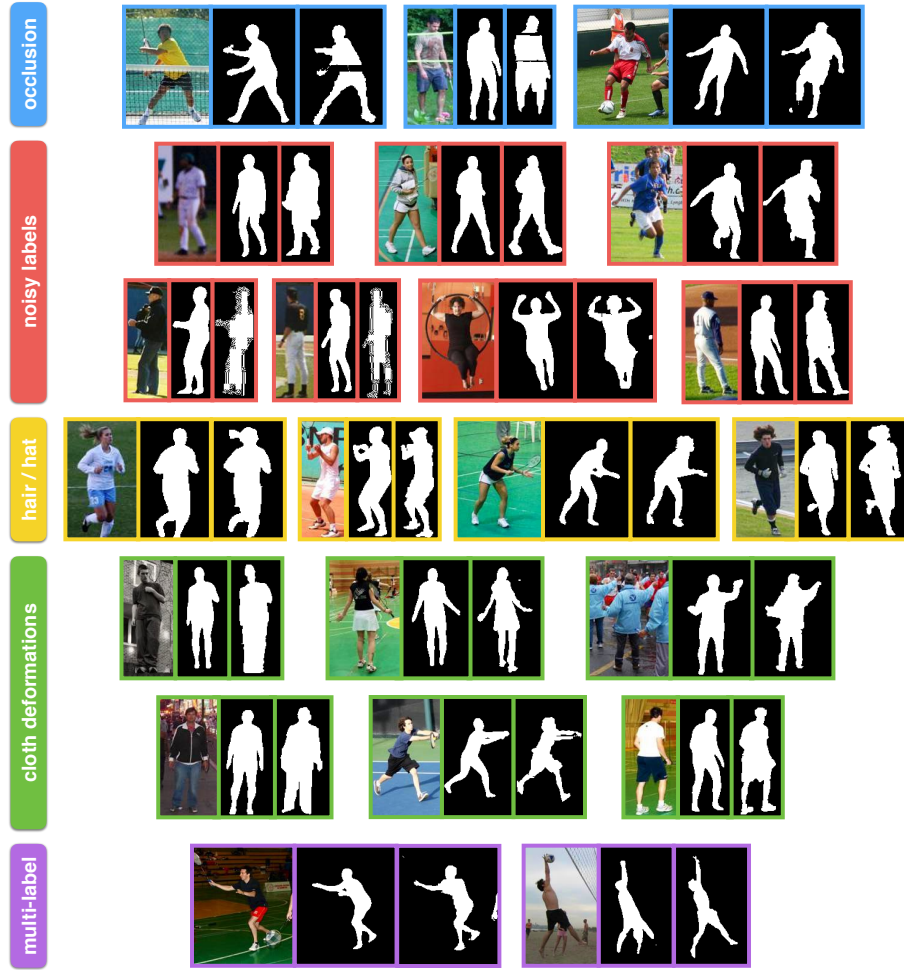 occlusion
noisy labels
hair / hat
cloth deformations
multi-label